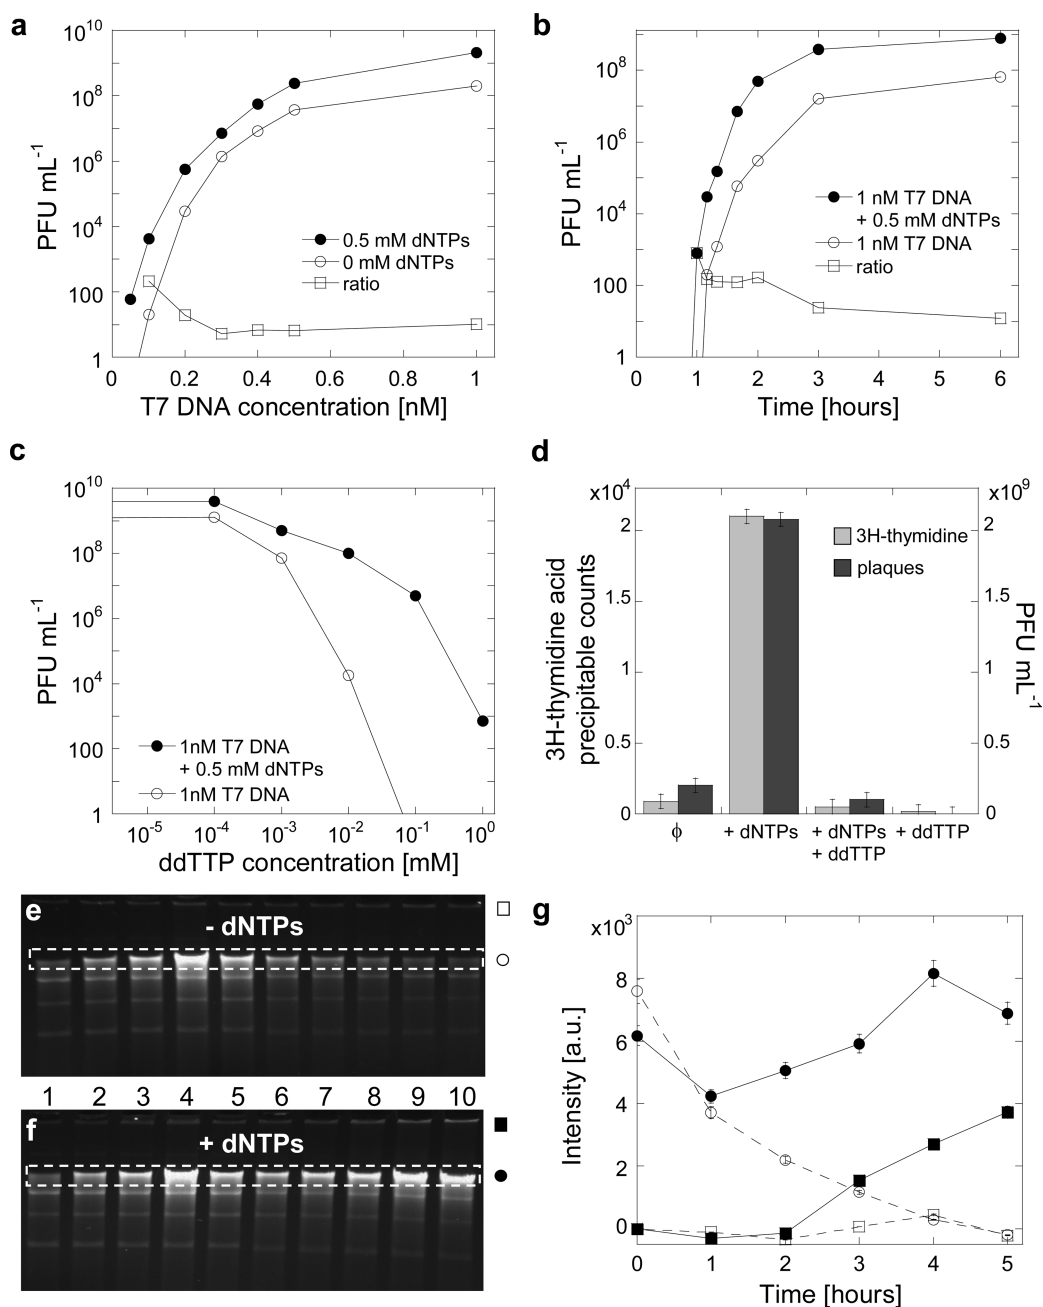 a
10^10
10^8
10^6
10^4
100
1
PFU mL^-1
0.5 mM dNTPs
0 mM dNTPs
ratio
0 0.2 0.4 0.6 0.8 1
T7 DNA concentration [nM]
b
10^8
10^6
10^4
100
1
PFU mL^-1
1 nM T7 DNA
+ 0.5 mM dNTPs
1 nM T7 DNA
ratio
0 1 2 3 4 5 6
Time [hours]
c
10^10
10^8
10^6
10^4
100
1
PFU mL^-1
1nM T7 DNA
+ 0.5 mM dNTPs
1nM T7 DNA
10^-5 10^-4 10^-3 10^-2 10^-1 10^0
ddTTP concentration [mM]
d
x10^4
2
1.5
1
0.5
0
3H-thymidine acid
precipitable counts
3H-thymidine
plaques
x10^9
2
1.5
1
0.5
0
PFU mL^-1
ϕ + dNTPs + dNTPs + ddTTP
+ ddTTP
e
- dNTPs
1 2 3 4 5 6 7 8 9 10
f
+ dNTPs
g
x10^3
8
6
4
2
0
Intensity [a.u.]
0 1 2 3 4 5
Time [hours]